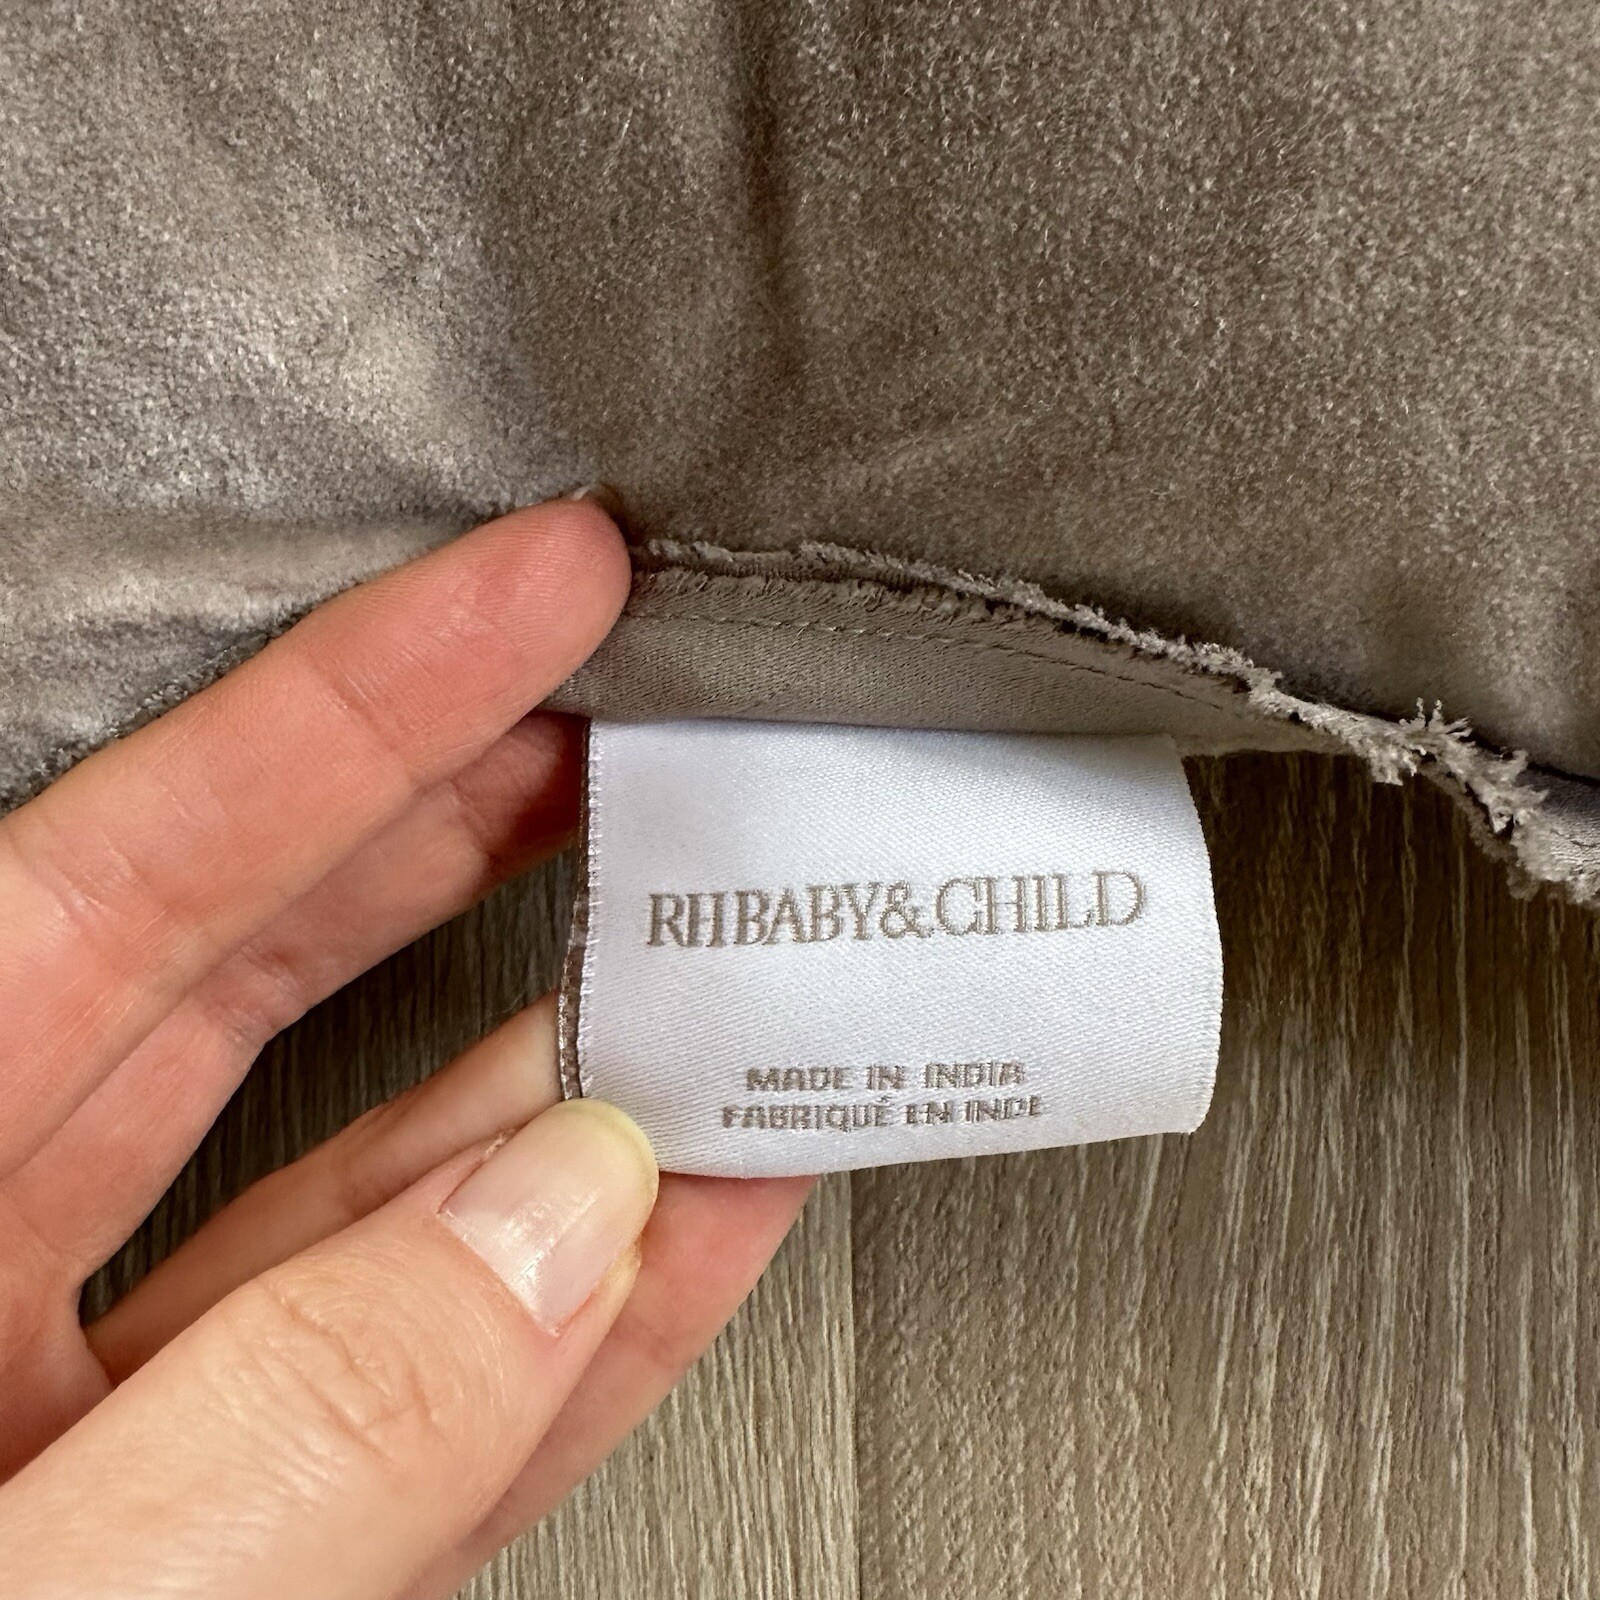 RH BABY & CHILD
MADE IN INDIA
FABRIQUÉ EN INDE